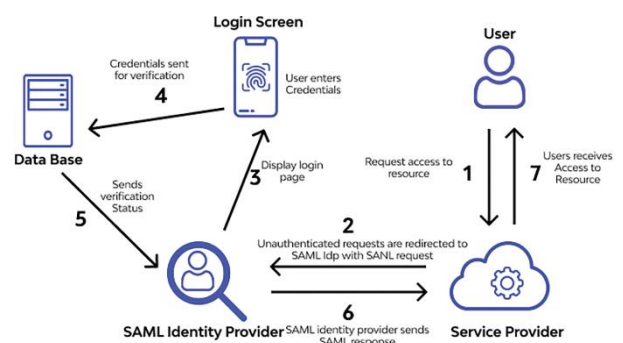 Login Screen
User
Credentials sent
for verification
4
User enters
Credentials
Data Base
3
Display login
page
Request access to
resource
1
7
Users receives
Access to
Resource
Sends
verification
Status
5
2
Unauthenticated requests are redirected to
SAML Idp with SANL request
6
SAML Identity Provider
SAML identity provider sends
SAML response
Service Provider